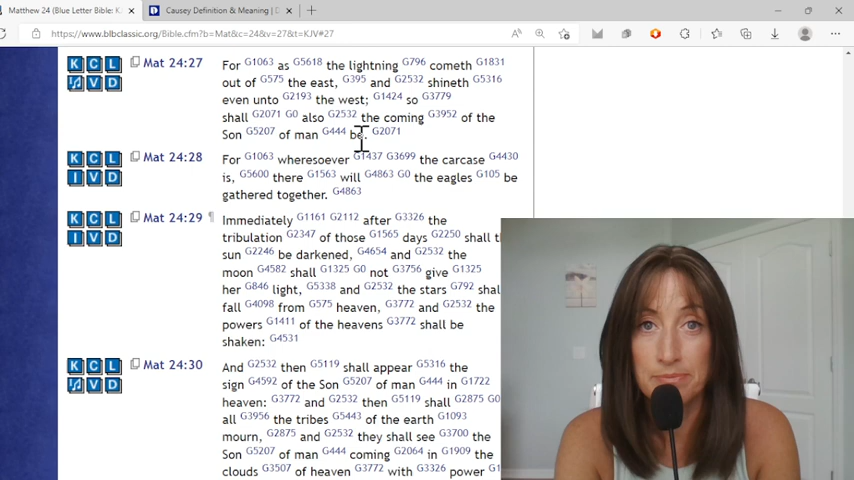 Matthew 24 (Blue Letter Bible: K
Causey Definition & Meaning | D
https://www.blbclassic.org/Bible.cfm?b=Mat&c=24&v=27&t=KJV#27
K C L Mat 24:27 For G1063 as G5618 the lightning G796 cometh G1831
V D out of G575 the east, G395 and G2532 shineth G5316
even unto G2193 the west; G1424 so G3779
shall G2071 G0 also G2532 the coming G3952 of the
Son G5207 of man G444 be. G2071
K C L Mat 24:28 For G1063 wheresoever G1437 G3699 the carcase G4430
I V D is, G5600 there G1563 will G4863 G0 the eagles G105 be
gathered together. G4863
K C L Mat 24:29 ¶ Immediately G1161 G2112 after G3326 the
I V D tribulation G2347 of those G1565 days G2250 shall th
sun G2246 be darkened, G4654 and G2532 the
moon G4582 shall G1325 G0 not G3756 give G1325
her G846 light, G5338 and G2532 the stars G792 shal
fall G4098 from G575 heaven, G3772 and G2532 the
powers G1411 of the heavens G3772 shall be
shaken: G4531
K C L Mat 24:30 And G2532 then G5119 shall appear G5316 the
V D sign G4592 of the Son G5207 of man G444 in G1722
heaven: G3772 and G2532 then G5119 shall G2875 G0
all G3956 the tribes G5443 of the earth G1093
mourn, G2875 and G2532 they shall see G3700 the
Son G5207 of man G444 coming G2064 in G1909 the
clouds G3507 of heaven G3772 with G3326 power G1